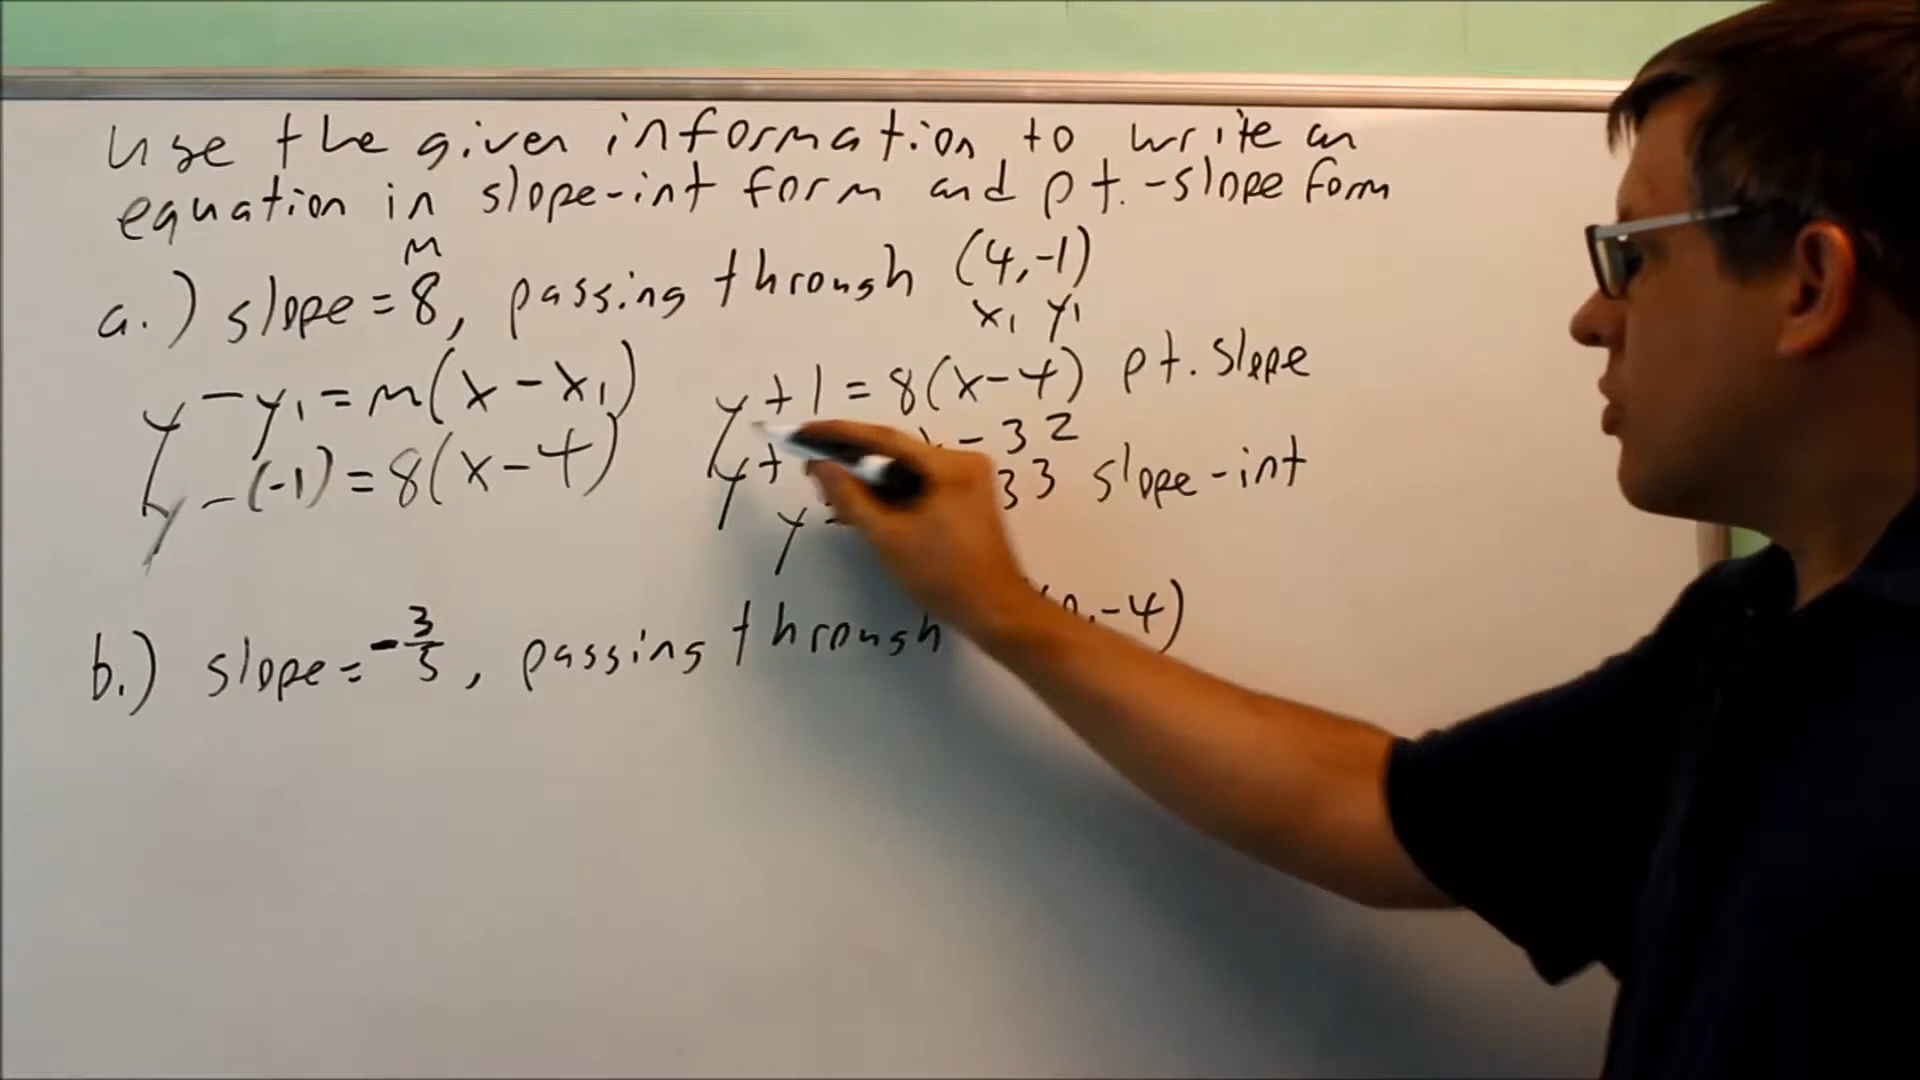 Use the given information to write an
equation in slope-int form and pt.-slope form
m
a.) slope = 8, passing through (4,-1)
x₁ y₁
y - y₁ = m(x - x₁)
y - (-1) = 8(x - 4)
y + 1 = 8(x - 4) pt. slope
y + - 32
y = 33 slope-int
b.) slope = -3/5, passing through , -4)